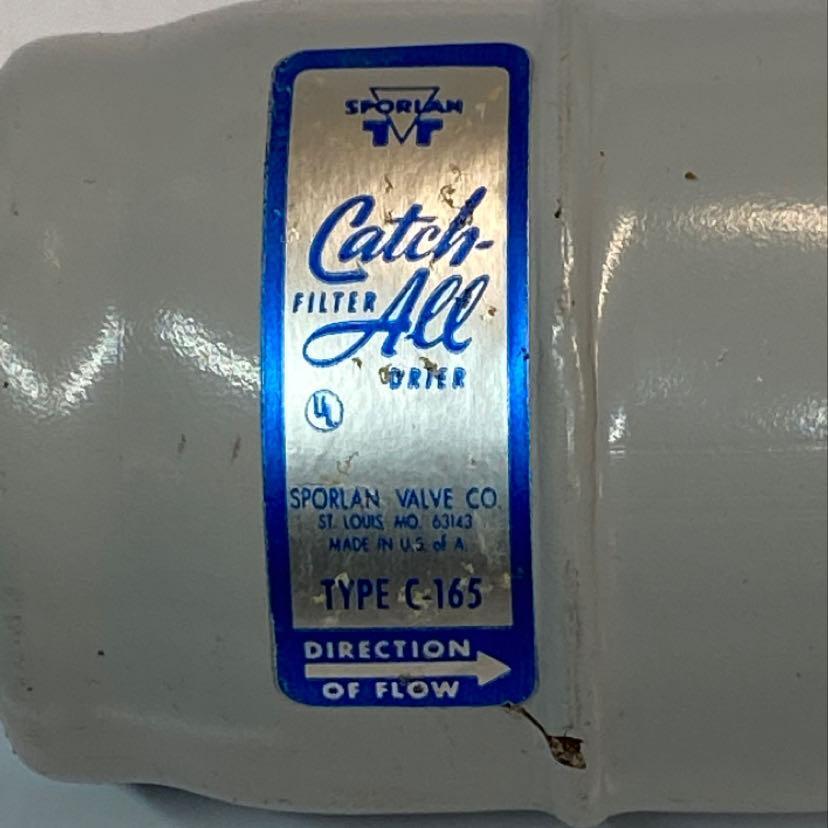 SPORLAN
Catch-
All
FILTER
DRIER
UL
SPORLAN VALVE CO.
ST. LOUIS, MO. 63143
MADE IN U.S. of A.
TYPE C-165
DIRECTION
OF FLOW